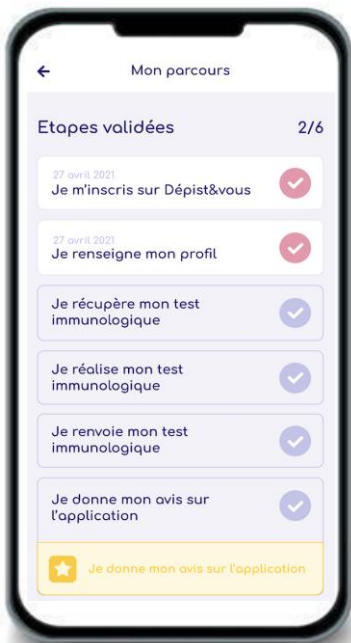 Mon parcours
Etapes validées 2/6
27 avril 2021
Je m'inscris sur Dépist&vous
27 avril 2021
Je renseigne mon profil
Je récupère mon test
immunologique
Je réalise mon test
immunologique
Je renvoie mon test
immunologique
Je donne mon avis sur
l'application
Je donne mon avis sur l'application